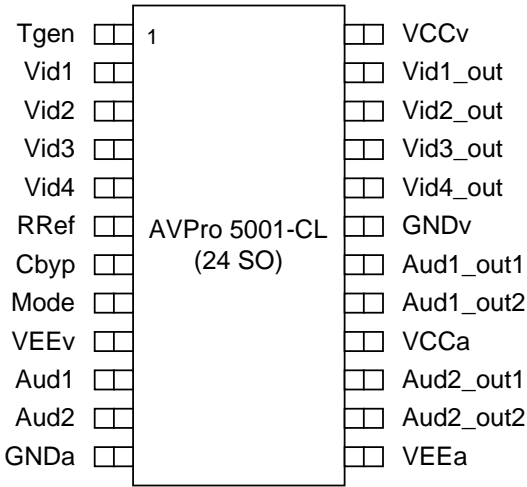 Tgen 1 VCCv
Vid1 Vid1_out
Vid2 Vid2_out
Vid3 Vid3_out
Vid4 Vid4_out
RRef AVPro 5001-CL GNDv
Cbyp (24 SO) Aud1_out1
Mode Aud1_out2
VEEv VCCa
Aud1 Aud2_out1
Aud2 Aud2_out2
GNDa VEEa